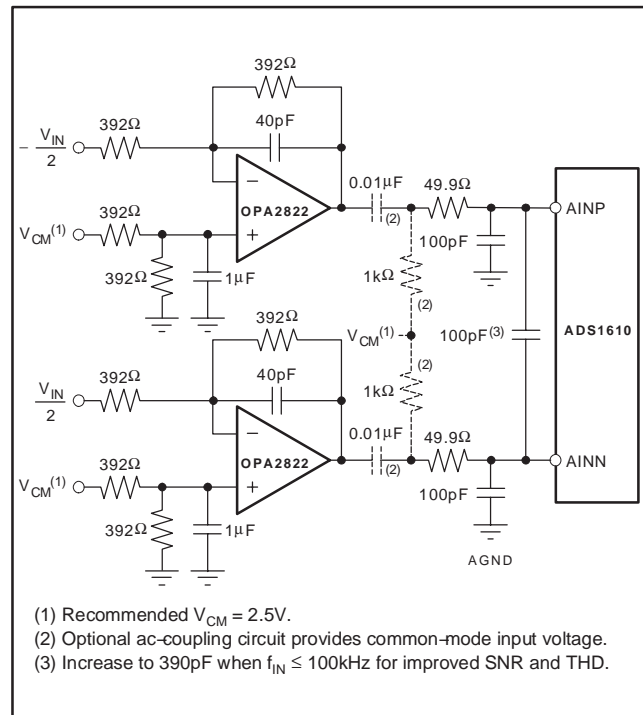 392Ω
392Ω
40pF
− V_IN/2
392Ω
0.01μF
49.9Ω
OPA2822
(2)
AINP
V_CM(1)
392Ω
1μF
1kΩ
100pF
(2)
392Ω
V_CM(1)
100pF(3)
ADS1610
392Ω
40pF
(2)
1kΩ
V_IN/2
392Ω
0.01μF
49.9Ω
OPA2822
(2)
AINN
V_CM(1)
392Ω
1μF
100pF
AGND
(1) Recommended V_CM = 2.5V.
(2) Optional ac−coupling circuit provides common−mode input voltage.
(3) Increase to 390pF when f_IN ≤ 100kHz for improved SNR and THD.